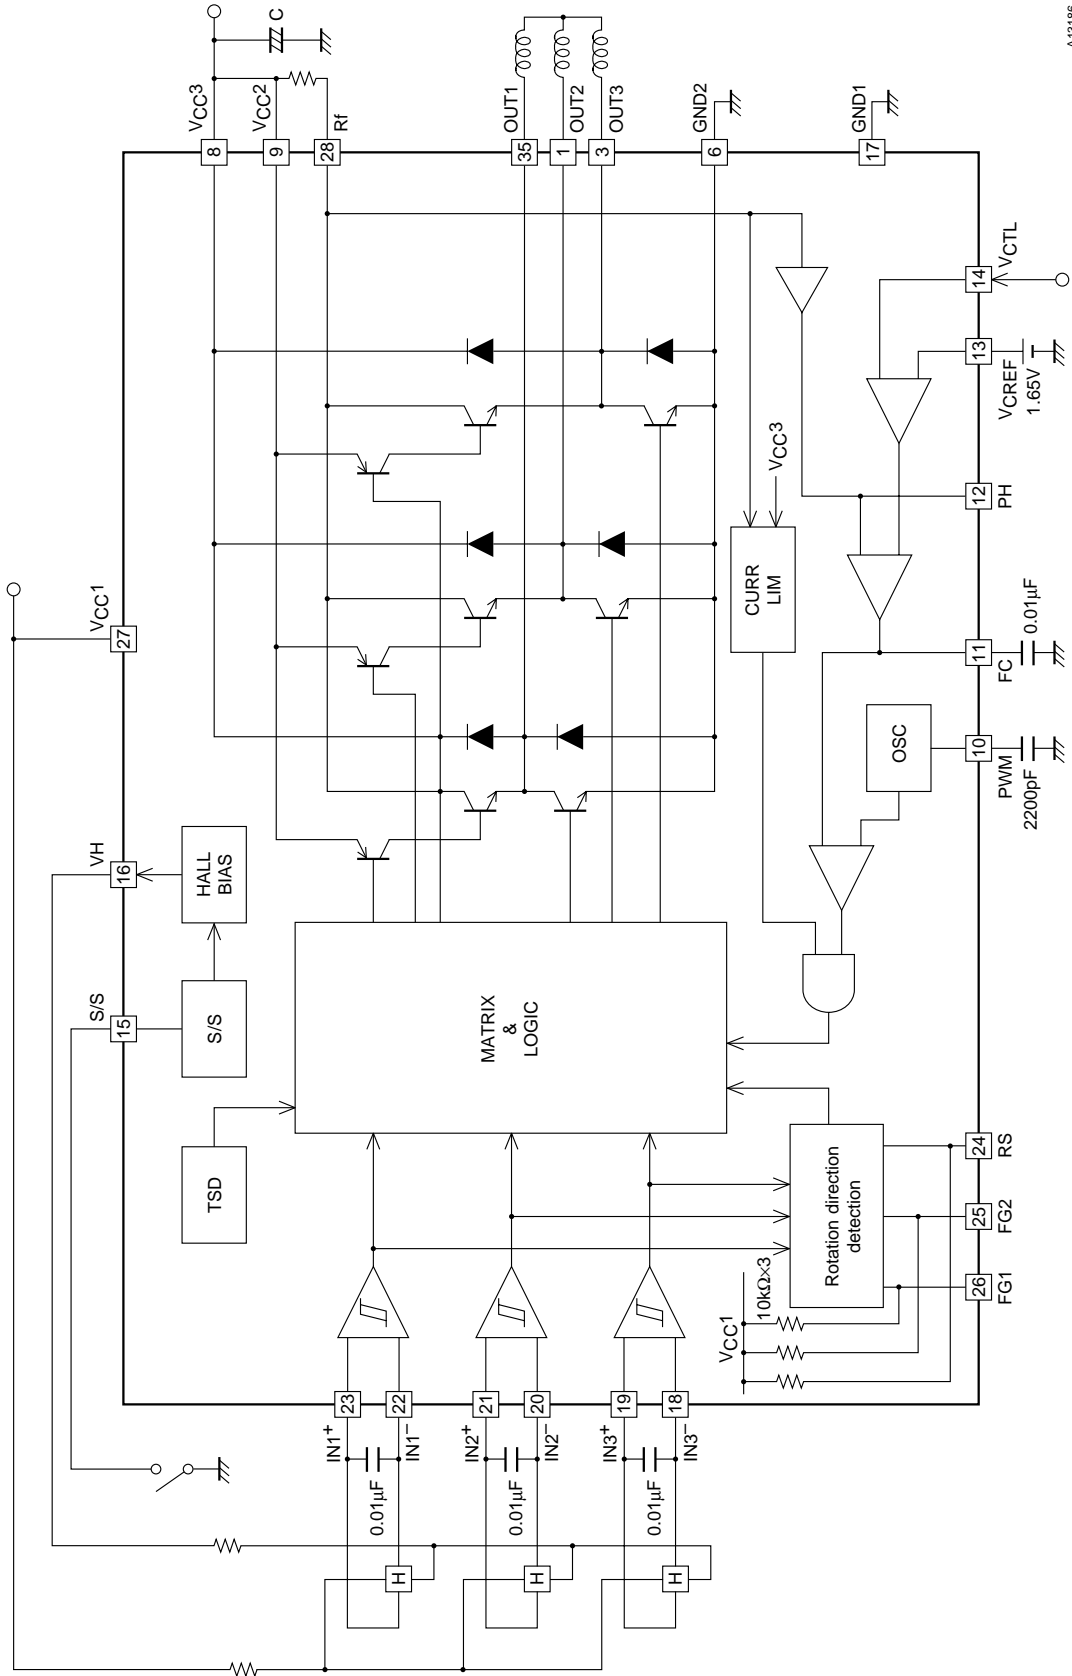 A13186
C
VCC3
8
VCC2
9
Rf
28
OUT1
35
OUT2
1
OUT3
3
GND2
6
GND1
17
VCTL
14
VCREF
13
1.65V
PH
12
FC
11
0.01µF
PWM
10
2200pF
VCC1
27
VH
16
S/S
15
HALL
BIAS
S/S
TSD
MATRIX
&
LOGIC
CURR
LIM
VCC3
OSC
Rotation direction
detection
VCC1
10kΩ×3
24
RS
25
FG2
26
FG1
IN1+
23
IN1−
22
0.01µF
IN2+
21
IN2−
20
0.01µF
IN3+
19
IN3−
18
0.01µF
H
H
H